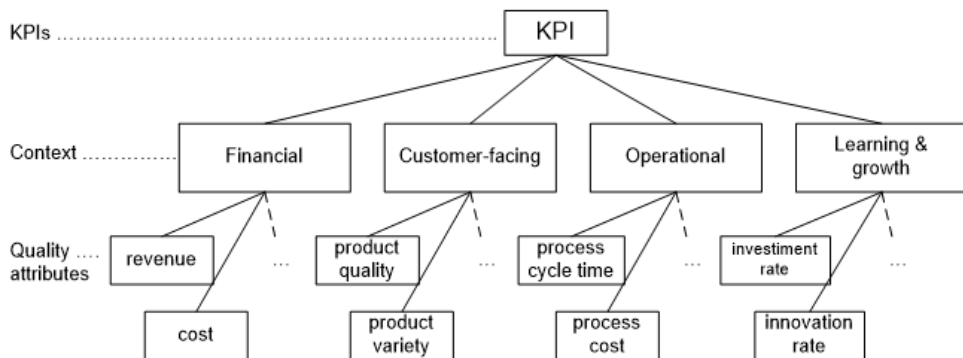 KPIs ........................................................... KPI
Context ............. Financial Customer-facing Operational Learning &
growth
Quality .... revenue product
quality process
cycle time investiment
rate
attributes
... ... ... ...
cost product
variety process
cost innovation
rate